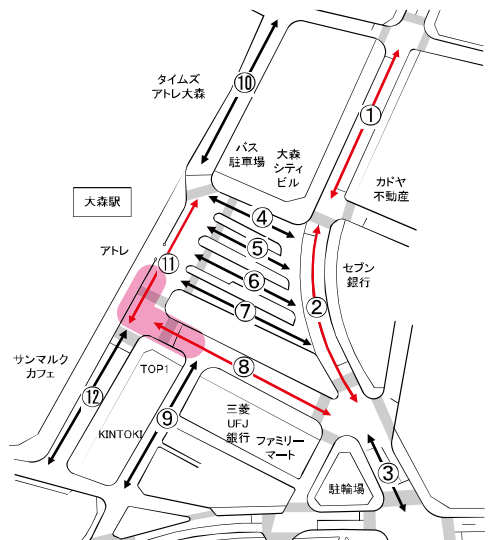 ⑩
タイムズ
アトレ大森
①
バス
駐車場
大森
シティ
ビル
カドヤ
不動産
大森駅
④
アトレ
⑤
⑪
⑥
セブン
銀行
②
⑦
サンマルク
カフェ
TOP1
⑧
⑫
⑨
三菱
UFJ
銀行
KINTOKI
ファミリー
マート
③
駐輪場